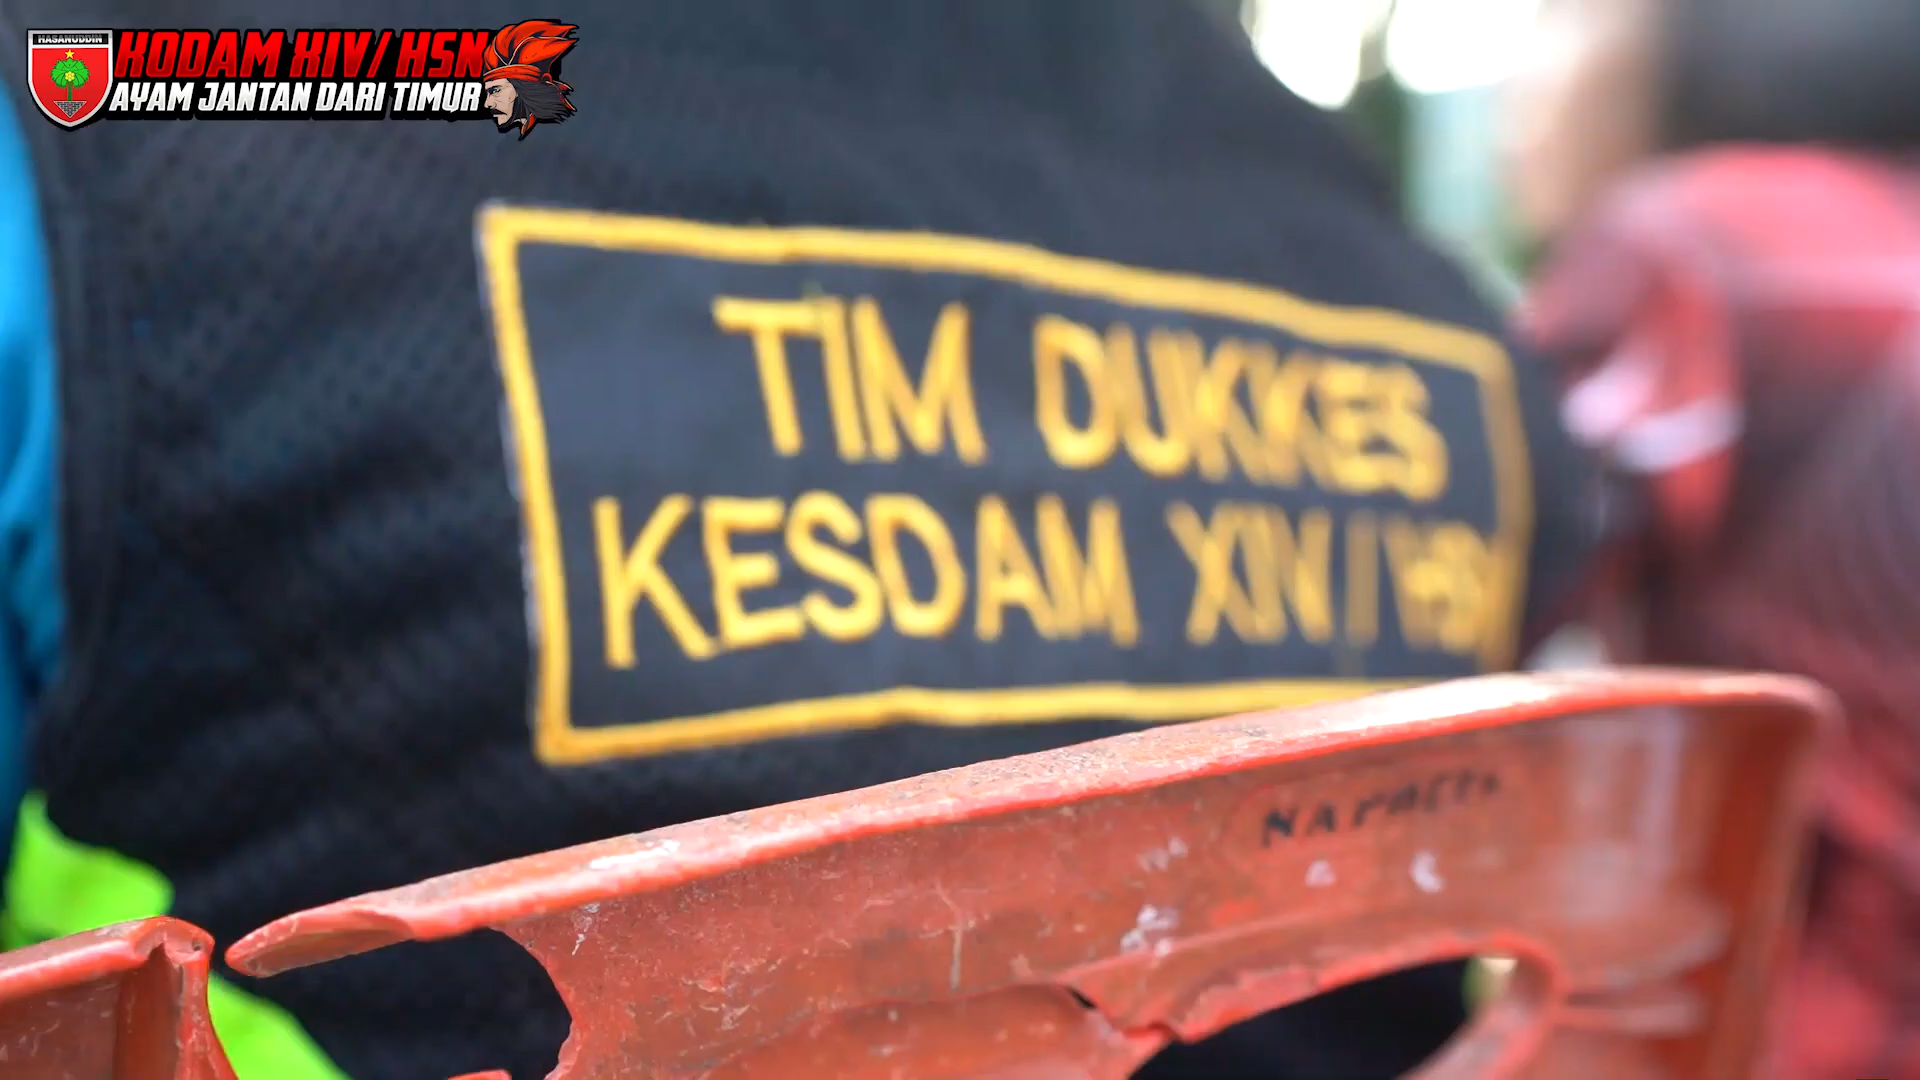 HASANUDDIN
KODAM XIV/HSN
AYAM JANTAN DARI TIMUR
TIM DUKKES
KESDAM XIV / HSN